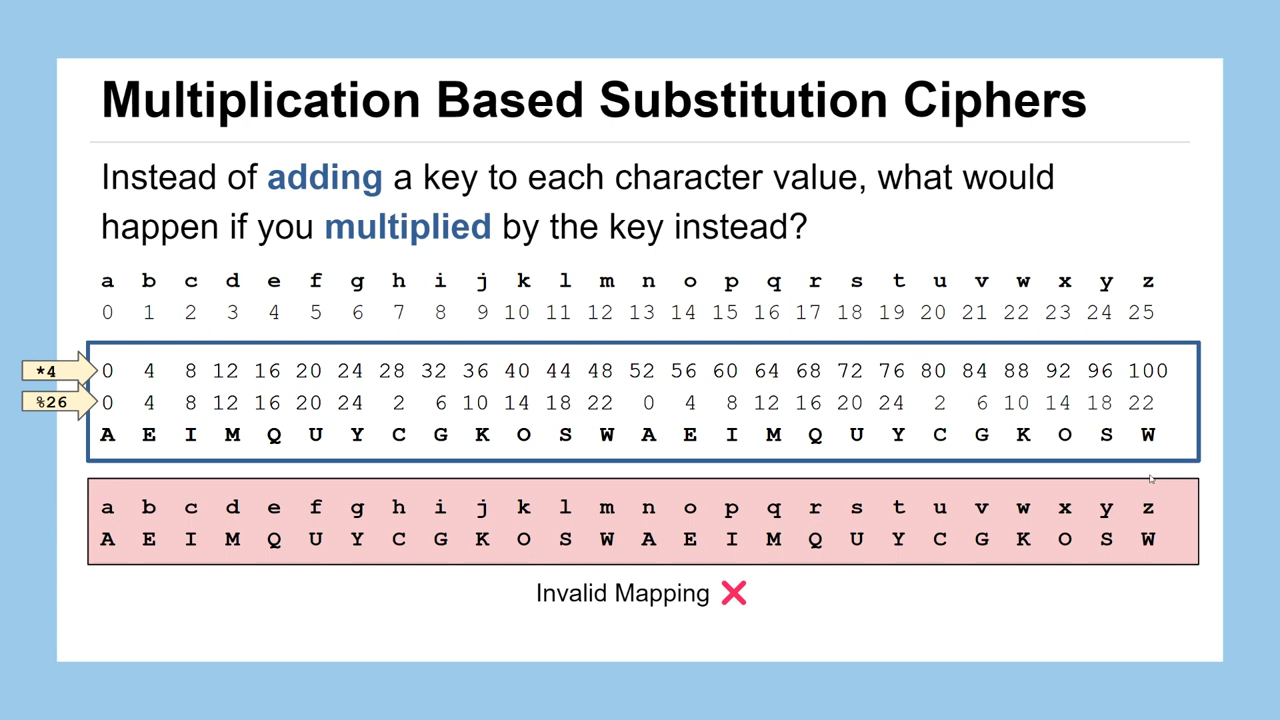 Multiplication Based Substitution Ciphers
Instead of adding a key to each character value, what would
happen if you multiplied by the key instead?
a b c d e f g h i j k l m n o p q r s t u v w x y z
0 1 2 3 4 5 6 7 8 9 10 11 12 13 14 15 16 17 18 19 20 21 22 23 24 25
*4 0 4 8 12 16 20 24 28 32 36 40 44 48 52 56 60 64 68 72 76 80 84 88 92 96 100
%26 0 4 8 12 16 20 24 2 6 10 14 18 22 0 4 8 12 16 20 24 2 6 10 14 18 22
A E I M Q U Y C G K O S W A E I M Q U Y C G K O S W
a b c d e f g h i j k l m n o p q r s t u v w x y z
A E I M Q U Y C G K O S W A E I M Q U Y C G K O S W
Invalid Mapping ❌